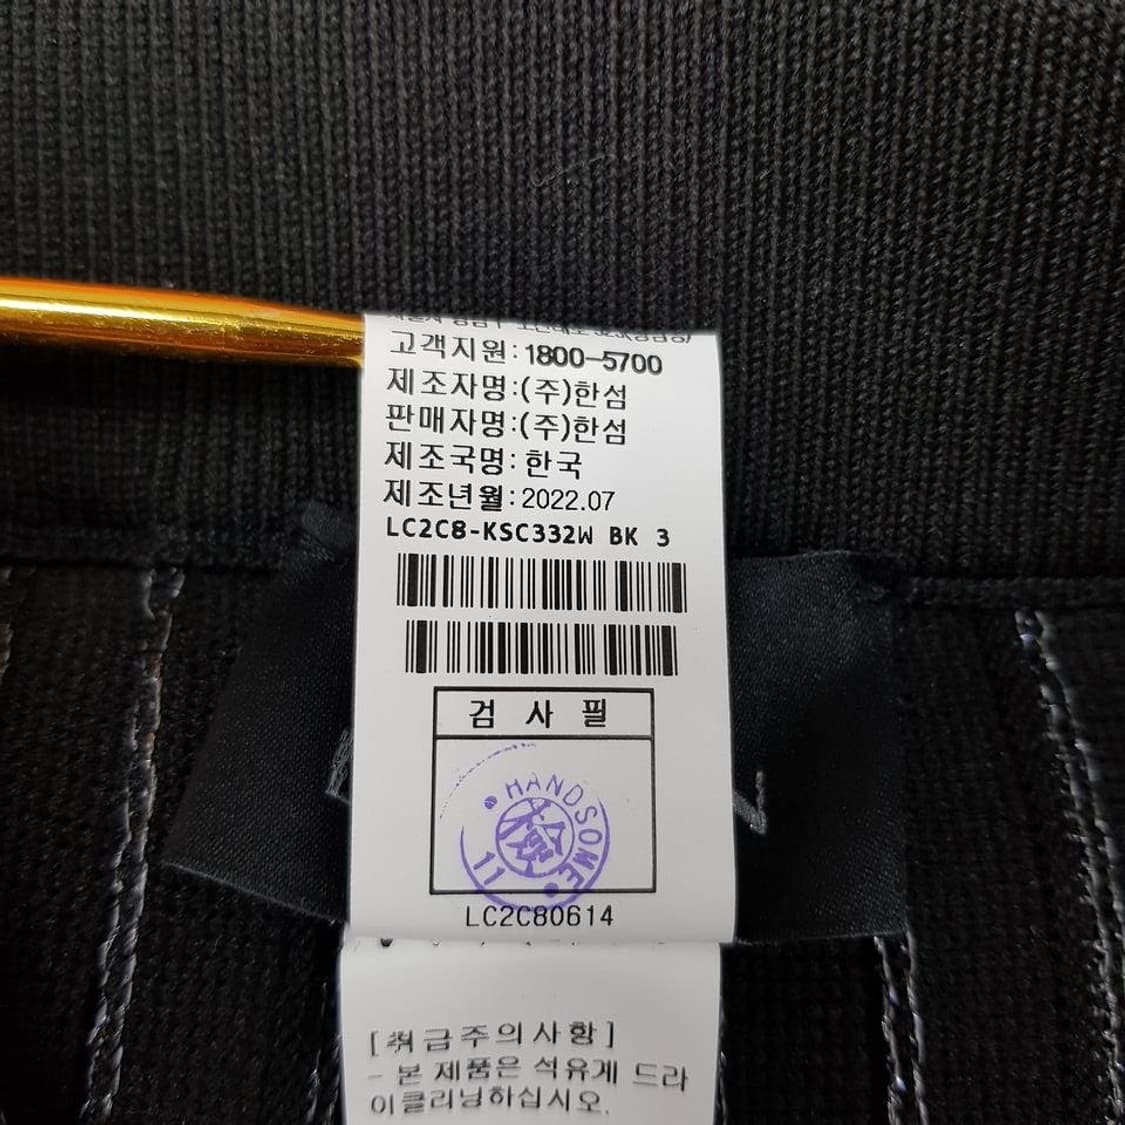 고객지원:1800-5700
제조자명:(주)한섬
판매자명:(주)한섬
제조국명:한국
제조년월:2022.07
LC2C8-KSC332W BK 3
검 사 필
HANDSOME
檢
11
LC2C80614
[취급주의사항]
- 본 제품은 석유계 드라
이클리닝하십시오.